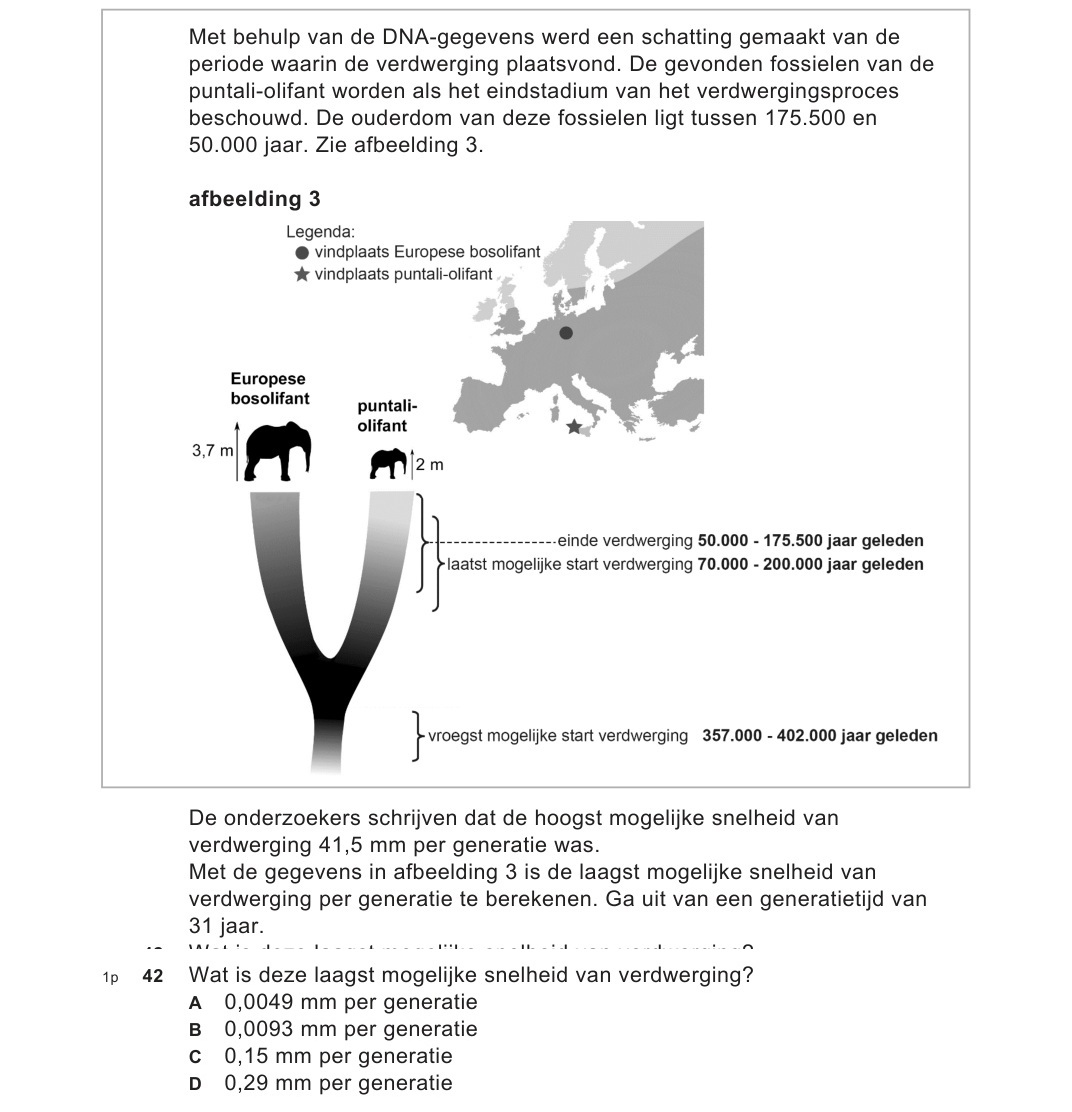 Met behulp van de DNA-gegevens werd een schatting gemaakt van de
periode waarin de verdwerging plaatsvond. De gevonden fossielen van de
puntali-olifant worden als het eindstadium van het verdwergingsproces
beschouwd. De ouderdom van deze fossielen ligt tussen 175.500 en
50.000 jaar. Zie afbeelding 3.
afbeelding 3
Legenda:
vindplaats Europese bosolifant
vindplaats puntali-olifant
Europese
bosolifant
puntali-
olifant
3,7 m
2 m
einde verdwerging 50.000 - 175.500 jaar geleden
laatst mogelijke start verdwerging 70.000 - 200.000 jaar geleden
vroegst mogelijke start verdwerging 357.000 - 402.000 jaar geleden
De onderzoekers schrijven dat de hoogst mogelijke snelheid van
verdwerging 41,5 mm per generatie was.
Met de gegevens in afbeelding 3 is de laagst mogelijke snelheid van
verdwerging per generatie te berekenen. Ga uit van een generatietijd van
31 jaar.
1p 42 Wat is deze laagst mogelijke snelheid van verdwerging?
A 0,0049 mm per generatie
B 0,0093 mm per generatie
C 0,15 mm per generatie
D 0,29 mm per generatie